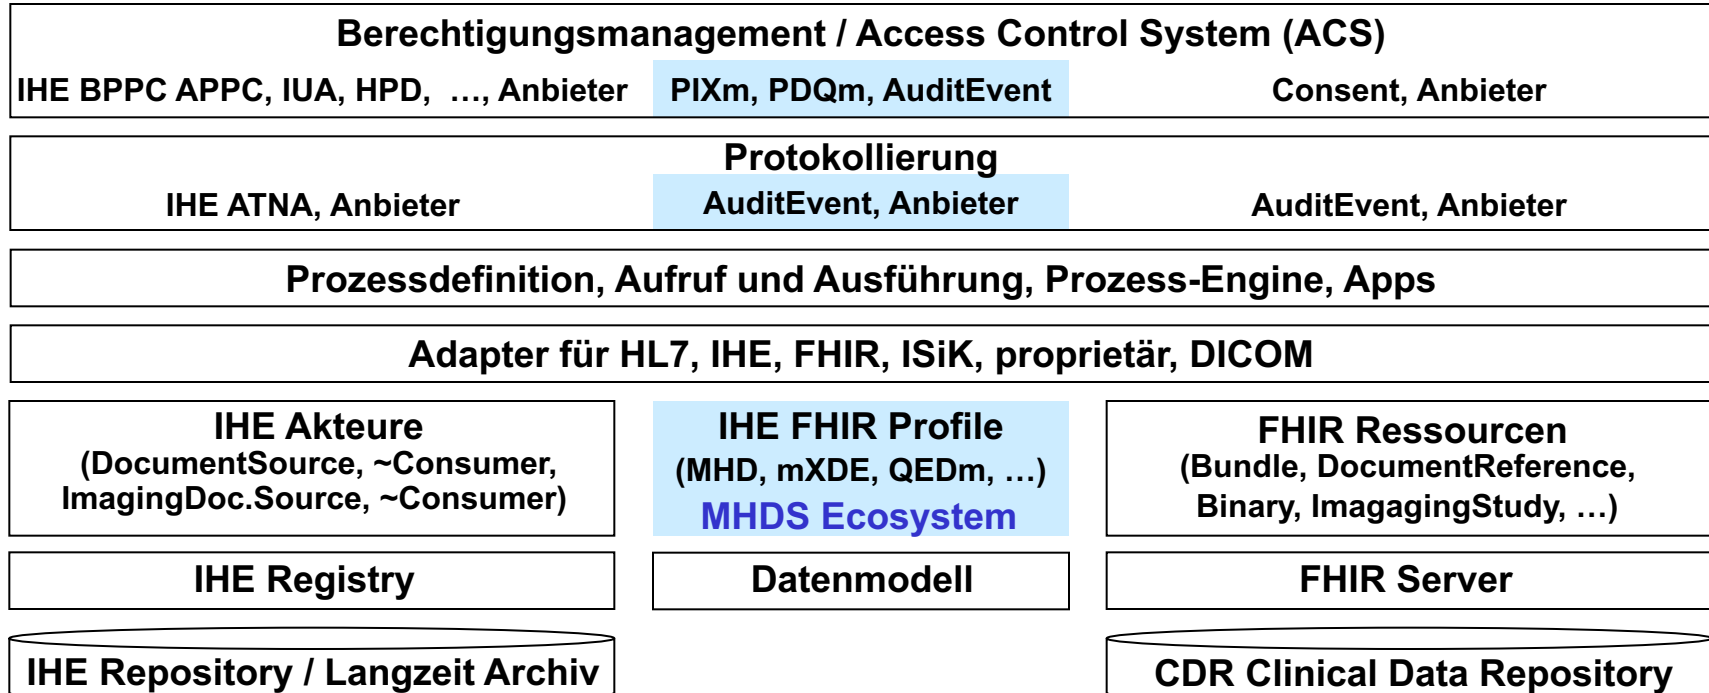 Berechtigungsmanagement / Access Control System (ACS)
IHE BPPC APPC, IUA, HPD, …, Anbieter
PIXm, PDQm, AuditEvent
Consent, Anbieter
Protokollierung
IHE ATNA, Anbieter
AuditEvent, Anbieter
AuditEvent, Anbieter
Prozessdefinition, Aufruf und Ausführung, Prozess-Engine, Apps
Adapter für HL7, IHE, FHIR, ISiK, proprietär, DICOM
IHE Akteure
(DocumentSource, ~Consumer,
ImagingDoc.Source, ~Consumer)
IHE FHIR Profile
(MHD, mXDE, QEDm, …)
MHDS Ecosystem
FHIR Ressourcen
(Bundle, DocumentReference,
Binary, ImagagingStudy, …)
IHE Registry
Datenmodell
FHIR Server
IHE Repository / Langzeit Archiv
CDR Clinical Data Repository